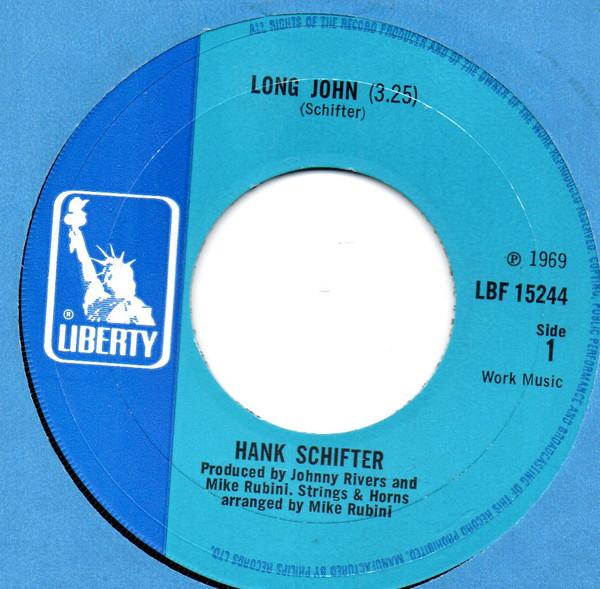 ALL RIGHTS OF THE RECORD PRODUCER AND OF THE OWNER OF THE WORK REPRODUCED RESERVED. COPYING, PUBLIC PERFORMANCE AND BROADCASTING OF THIS RECORD PROHIBITED. MANUFACTURED BY PHILIPS RECORDS LTD.
LONG JOHN (3.25)
(Schifter)
® LIBERTY
℗ 1969
LBF 15244
Side
1
Work Music
HANK SCHIFTER
Produced by Johnny Rivers and
Mike Rubini. Strings & Horns
arranged by Mike Rubini